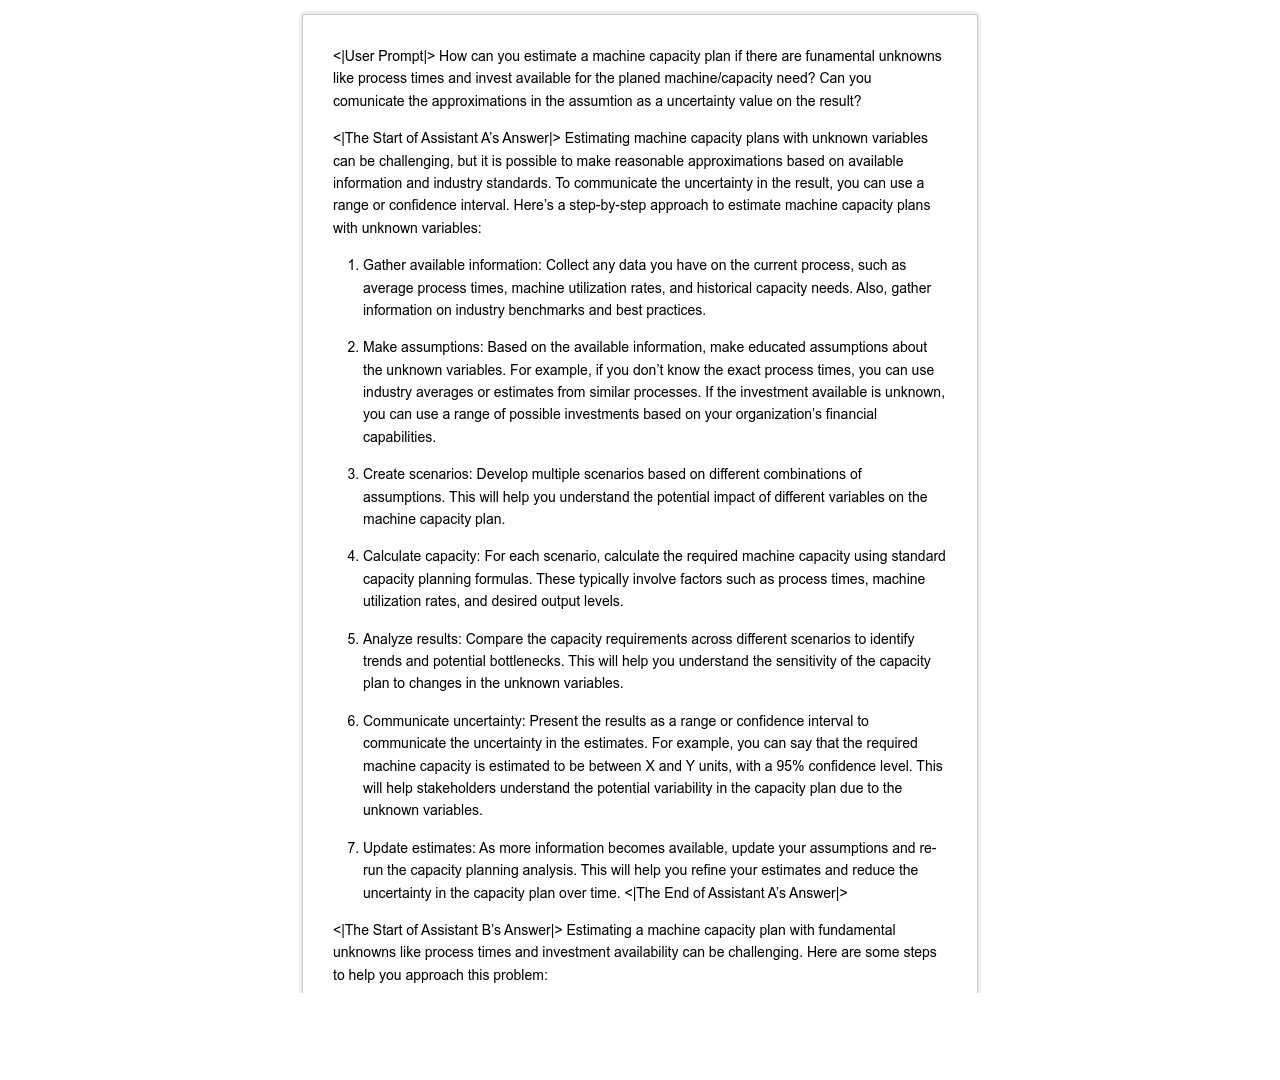 <|User Prompt|> How can you estimate a machine capacity plan if there are funamental unknowns
like process times and invest available for the planed machine/capacity need? Can you
comunicate the approximations in the assumtion as a uncertainty value on the result?
<|The Start of Assistant A’s Answer|> Estimating machine capacity plans with unknown variables
can be challenging, but it is possible to make reasonable approximations based on available
information and industry standards. To communicate the uncertainty in the result, you can use a
range or confidence interval. Here’s a step-by-step approach to estimate machine capacity plans
with unknown variables:
1. Gather available information: Collect any data you have on the current process, such as
average process times, machine utilization rates, and historical capacity needs. Also, gather
information on industry benchmarks and best practices.
2. Make assumptions: Based on the available information, make educated assumptions about
the unknown variables. For example, if you don’t know the exact process times, you can use
industry averages or estimates from similar processes. If the investment available is unknown,
you can use a range of possible investments based on your organization’s financial
capabilities.
3. Create scenarios: Develop multiple scenarios based on different combinations of
assumptions. This will help you understand the potential impact of different variables on the
machine capacity plan.
4. Calculate capacity: For each scenario, calculate the required machine capacity using standard
capacity planning formulas. These typically involve factors such as process times, machine
utilization rates, and desired output levels.
5. Analyze results: Compare the capacity requirements across different scenarios to identify
trends and potential bottlenecks. This will help you understand the sensitivity of the capacity
plan to changes in the unknown variables.
6. Communicate uncertainty: Present the results as a range or confidence interval to
communicate the uncertainty in the estimates. For example, you can say that the required
machine capacity is estimated to be between X and Y units, with a 95% confidence level. This
will help stakeholders understand the potential variability in the capacity plan due to the
unknown variables.
7. Update estimates: As more information becomes available, update your assumptions and re-
run the capacity planning analysis. This will help you refine your estimates and reduce the
uncertainty in the capacity plan over time. <|The End of Assistant A’s Answer|>
<|The Start of Assistant B’s Answer|> Estimating a machine capacity plan with fundamental
unknowns like process times and investment availability can be challenging. Here are some steps
to help you approach this problem: